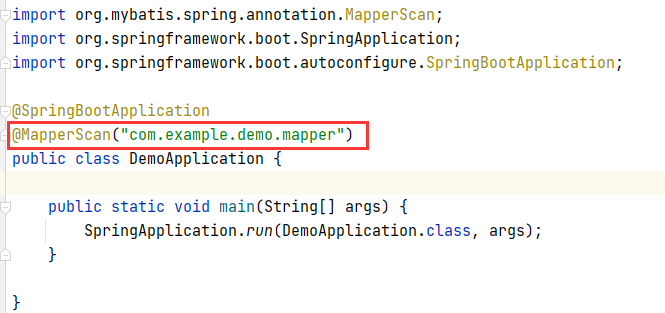 import org.mybatis.spring.annotation.MapperScan;
import org.springframework.boot.SpringApplication;
import org.springframework.boot.autoconfigure.SpringBootApplication;
@SpringBootApplication
@MapperScan("com.example.demo.mapper")
public class DemoApplication {
public static void main(String[] args) {
SpringApplication.run(DemoApplication.class, args);
}
}